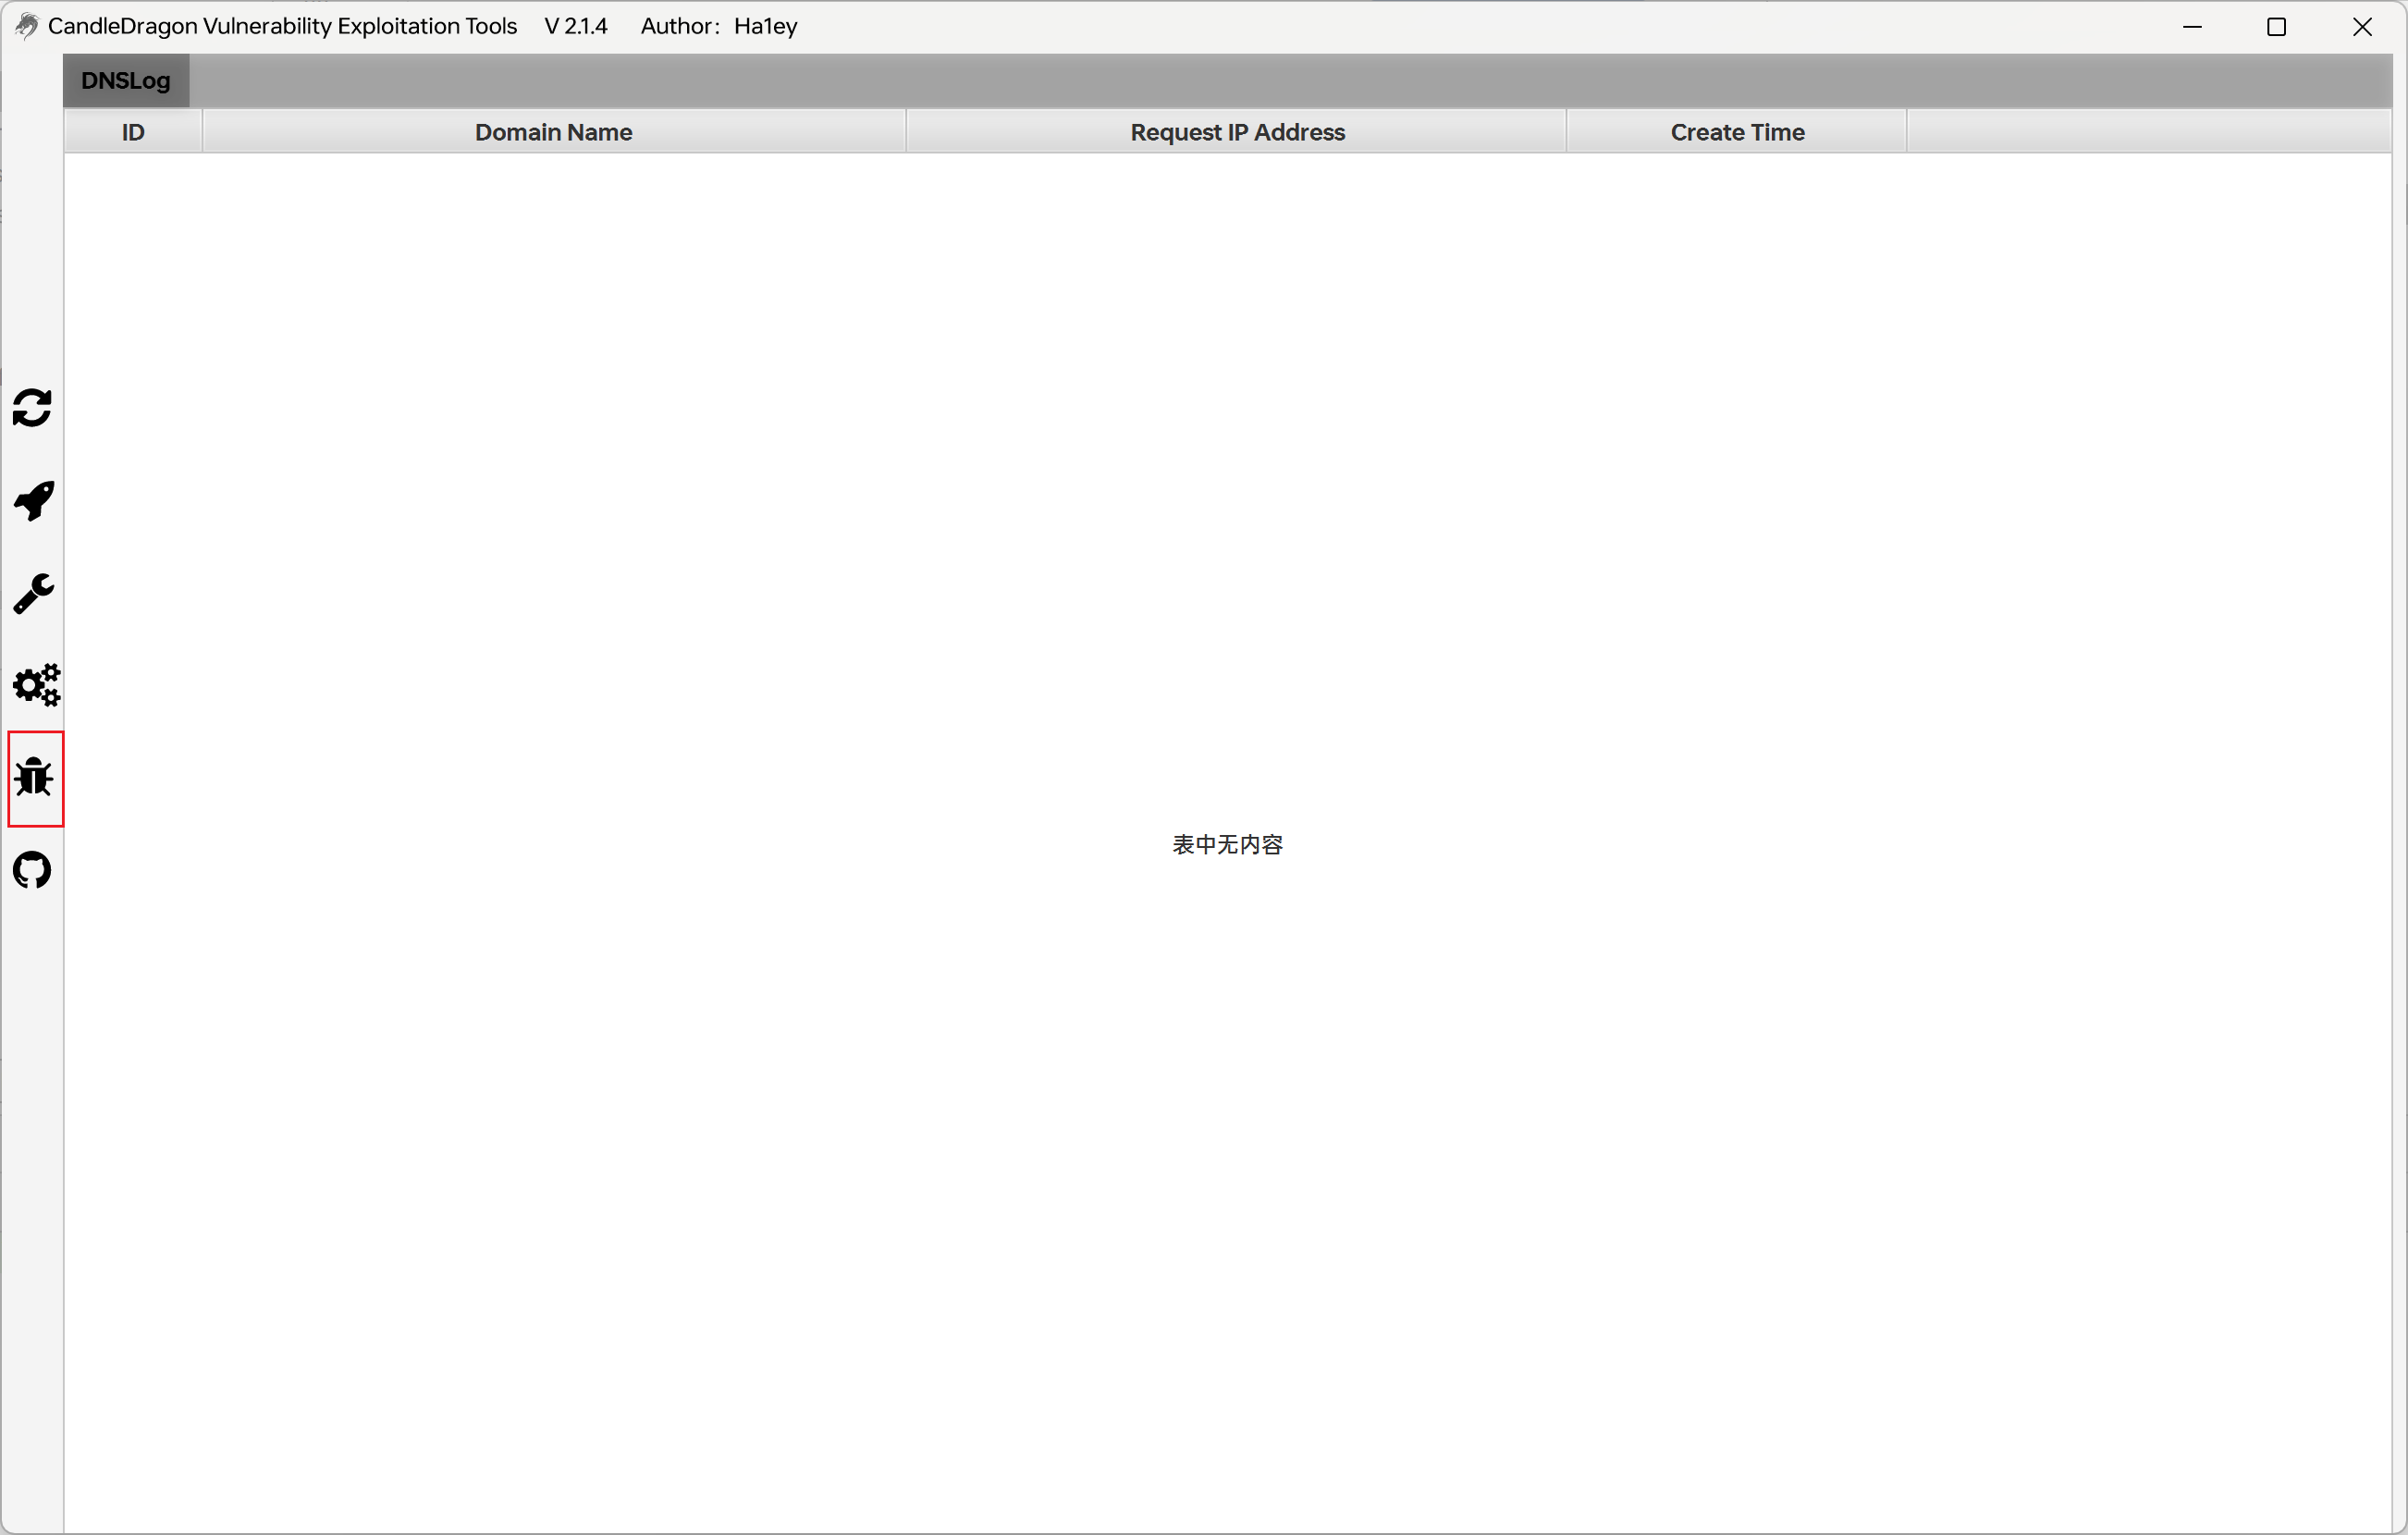 CandleDragon Vulnerability Exploitation Tools V 2.1.4 Author：Ha1ey
DNSLog
ID Domain Name Request IP Address Create Time
表中无内容